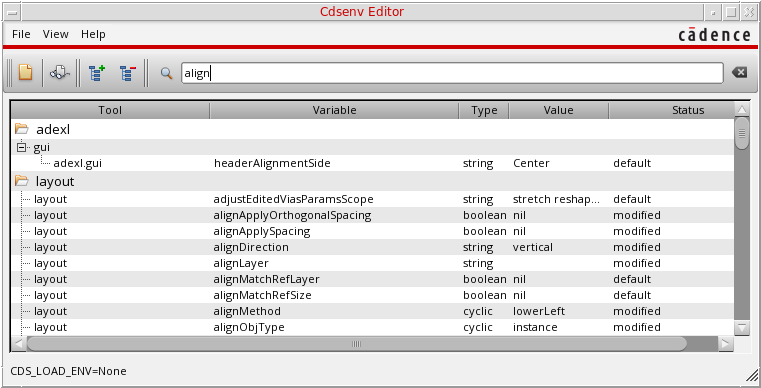 Cdsenv Editor
File View Help cādence
align
Tool Variable Type Value Status
adexl
gui
adexl.gui headerAlignmentSide string Center default
layout
layout adjustEditedViasParamsScope string stretch reshap... default
layout alignApplyOrthogonalSpacing boolean nil modified
layout alignApplySpacing boolean nil modified
layout alignDirection string vertical modified
layout alignLayer string modified
layout alignMatchRefLayer boolean nil default
layout alignMatchRefSize boolean nil default
layout alignMethod cyclic lowerLeft modified
layout alignObjType cyclic instance modified
CDS_LOAD_ENV=None